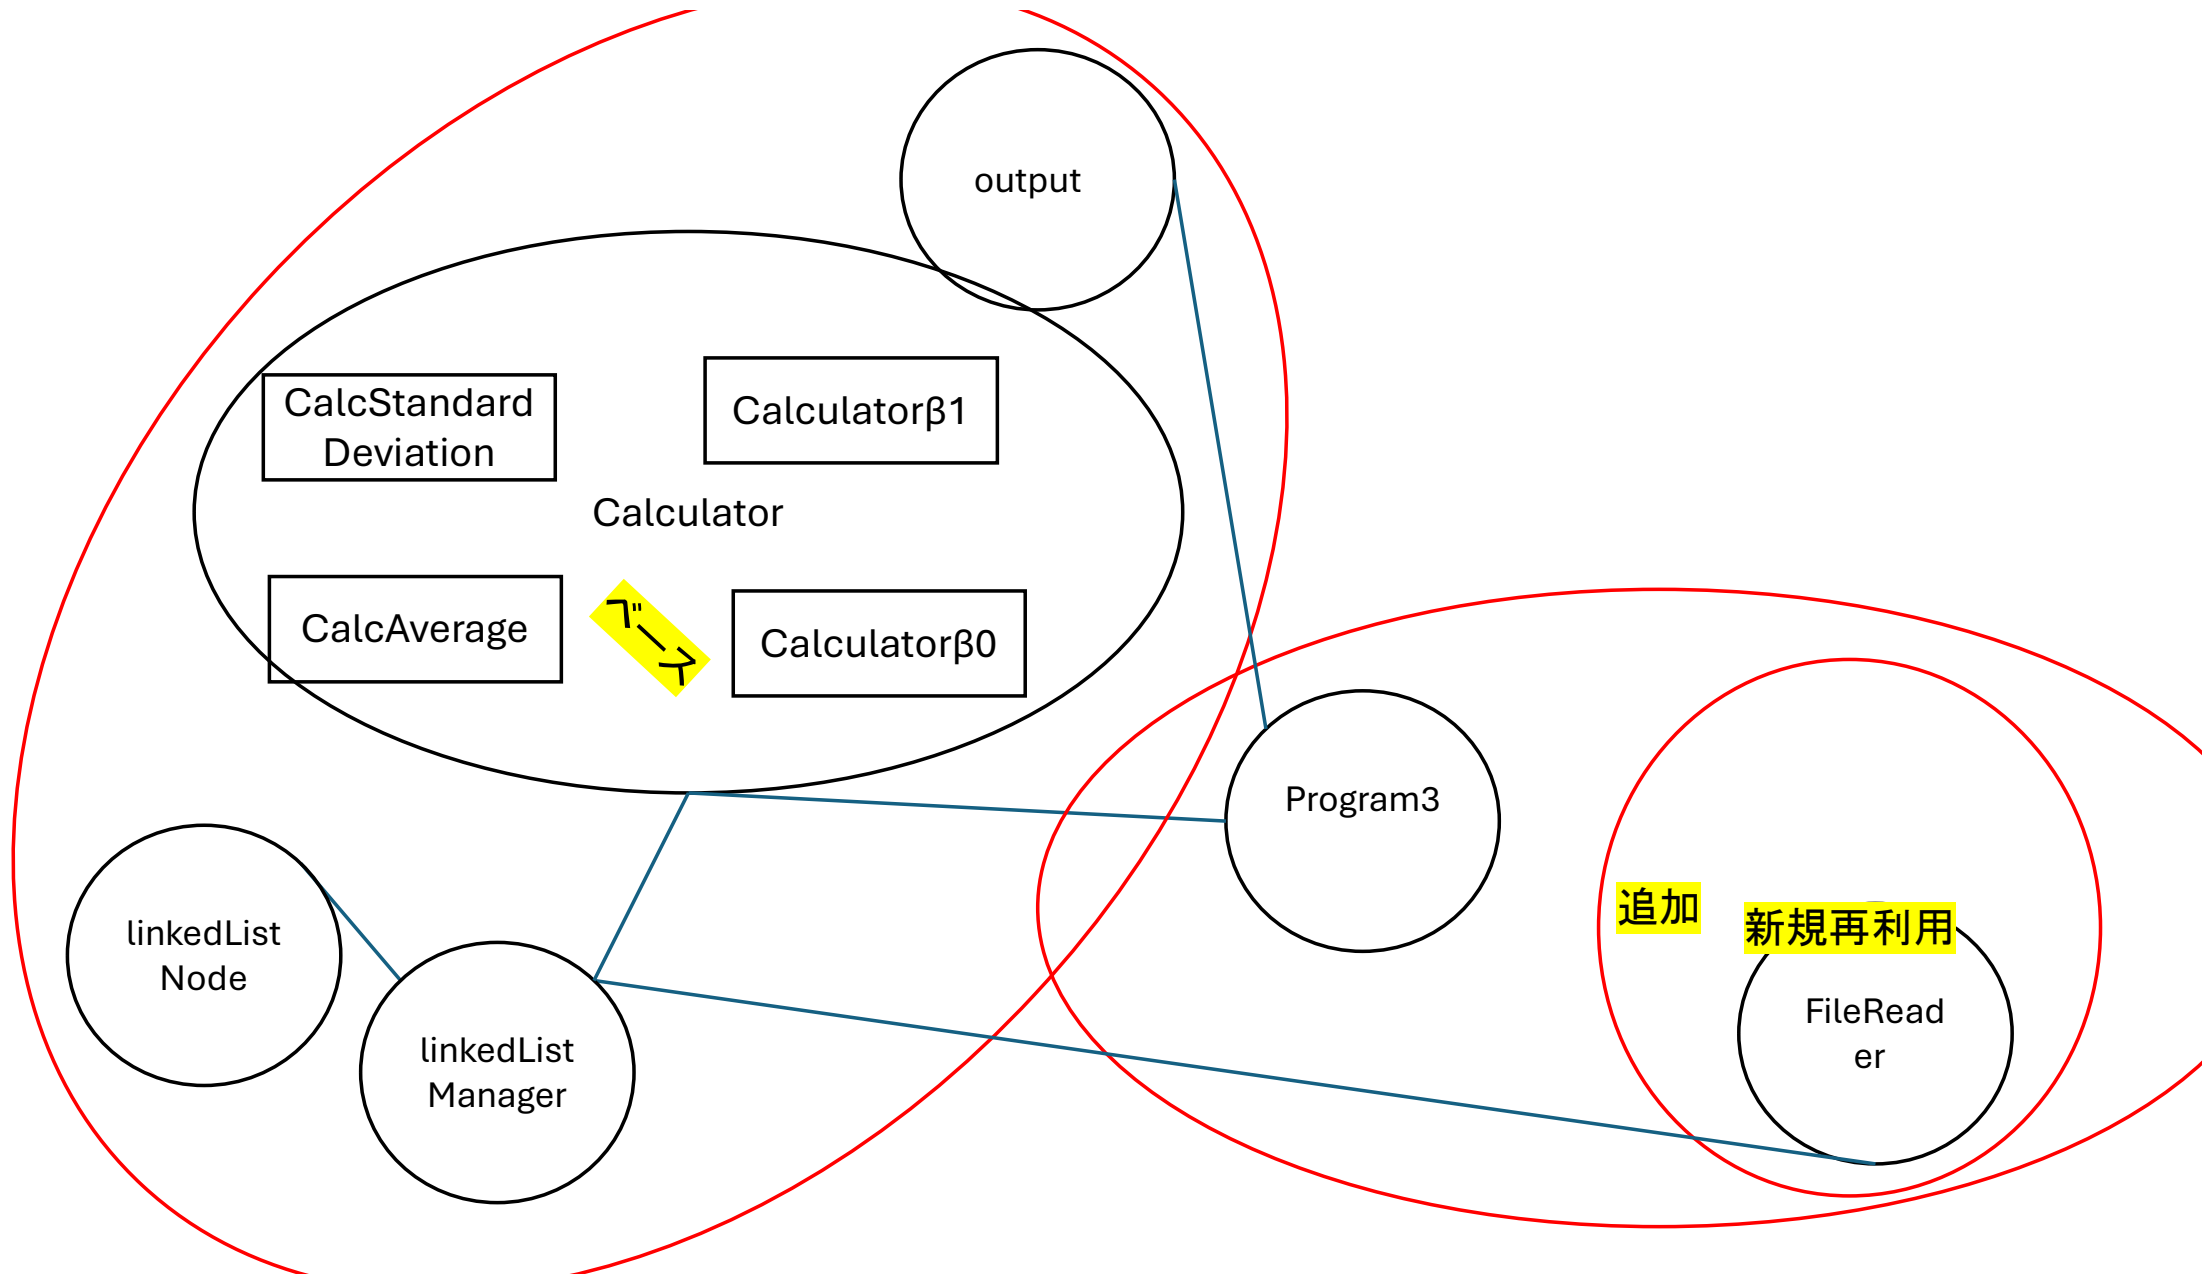 output
CalcStandard
Deviation
Calculatorβ1
Calculator
CalcAverage
ベース
Calculatorβ0
Program3
追加
新規再利用
linkedList
Node
FileRead
er
linkedList
Manager